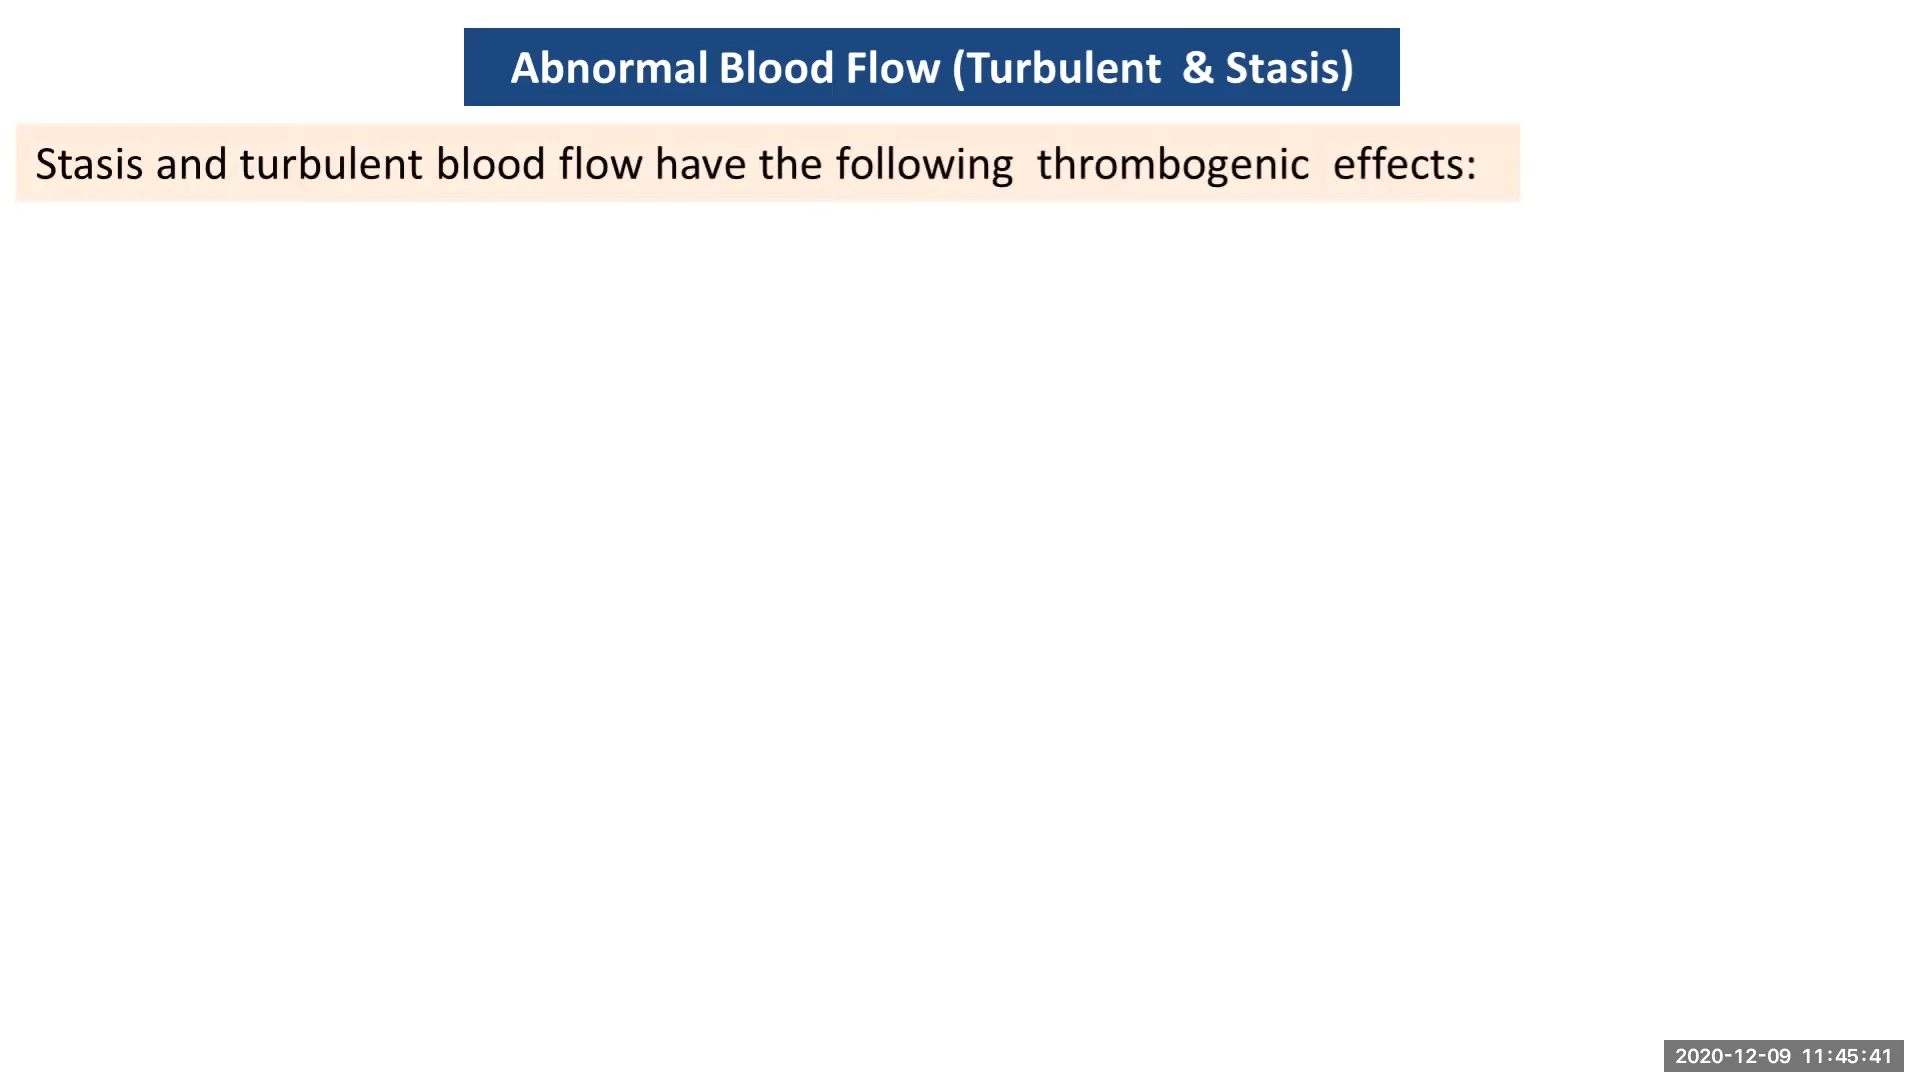 Abnormal Blood Flow (Turbulent & Stasis)
Stasis and turbulent blood flow have the following thrombogenic effects:
2020-12-09 11:45:41